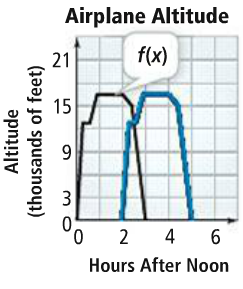 Airplane Altitude
Altitude
(thousands of feet)
21
15
9
3
0
f(x)
0 2 4 6
Hours After Noon